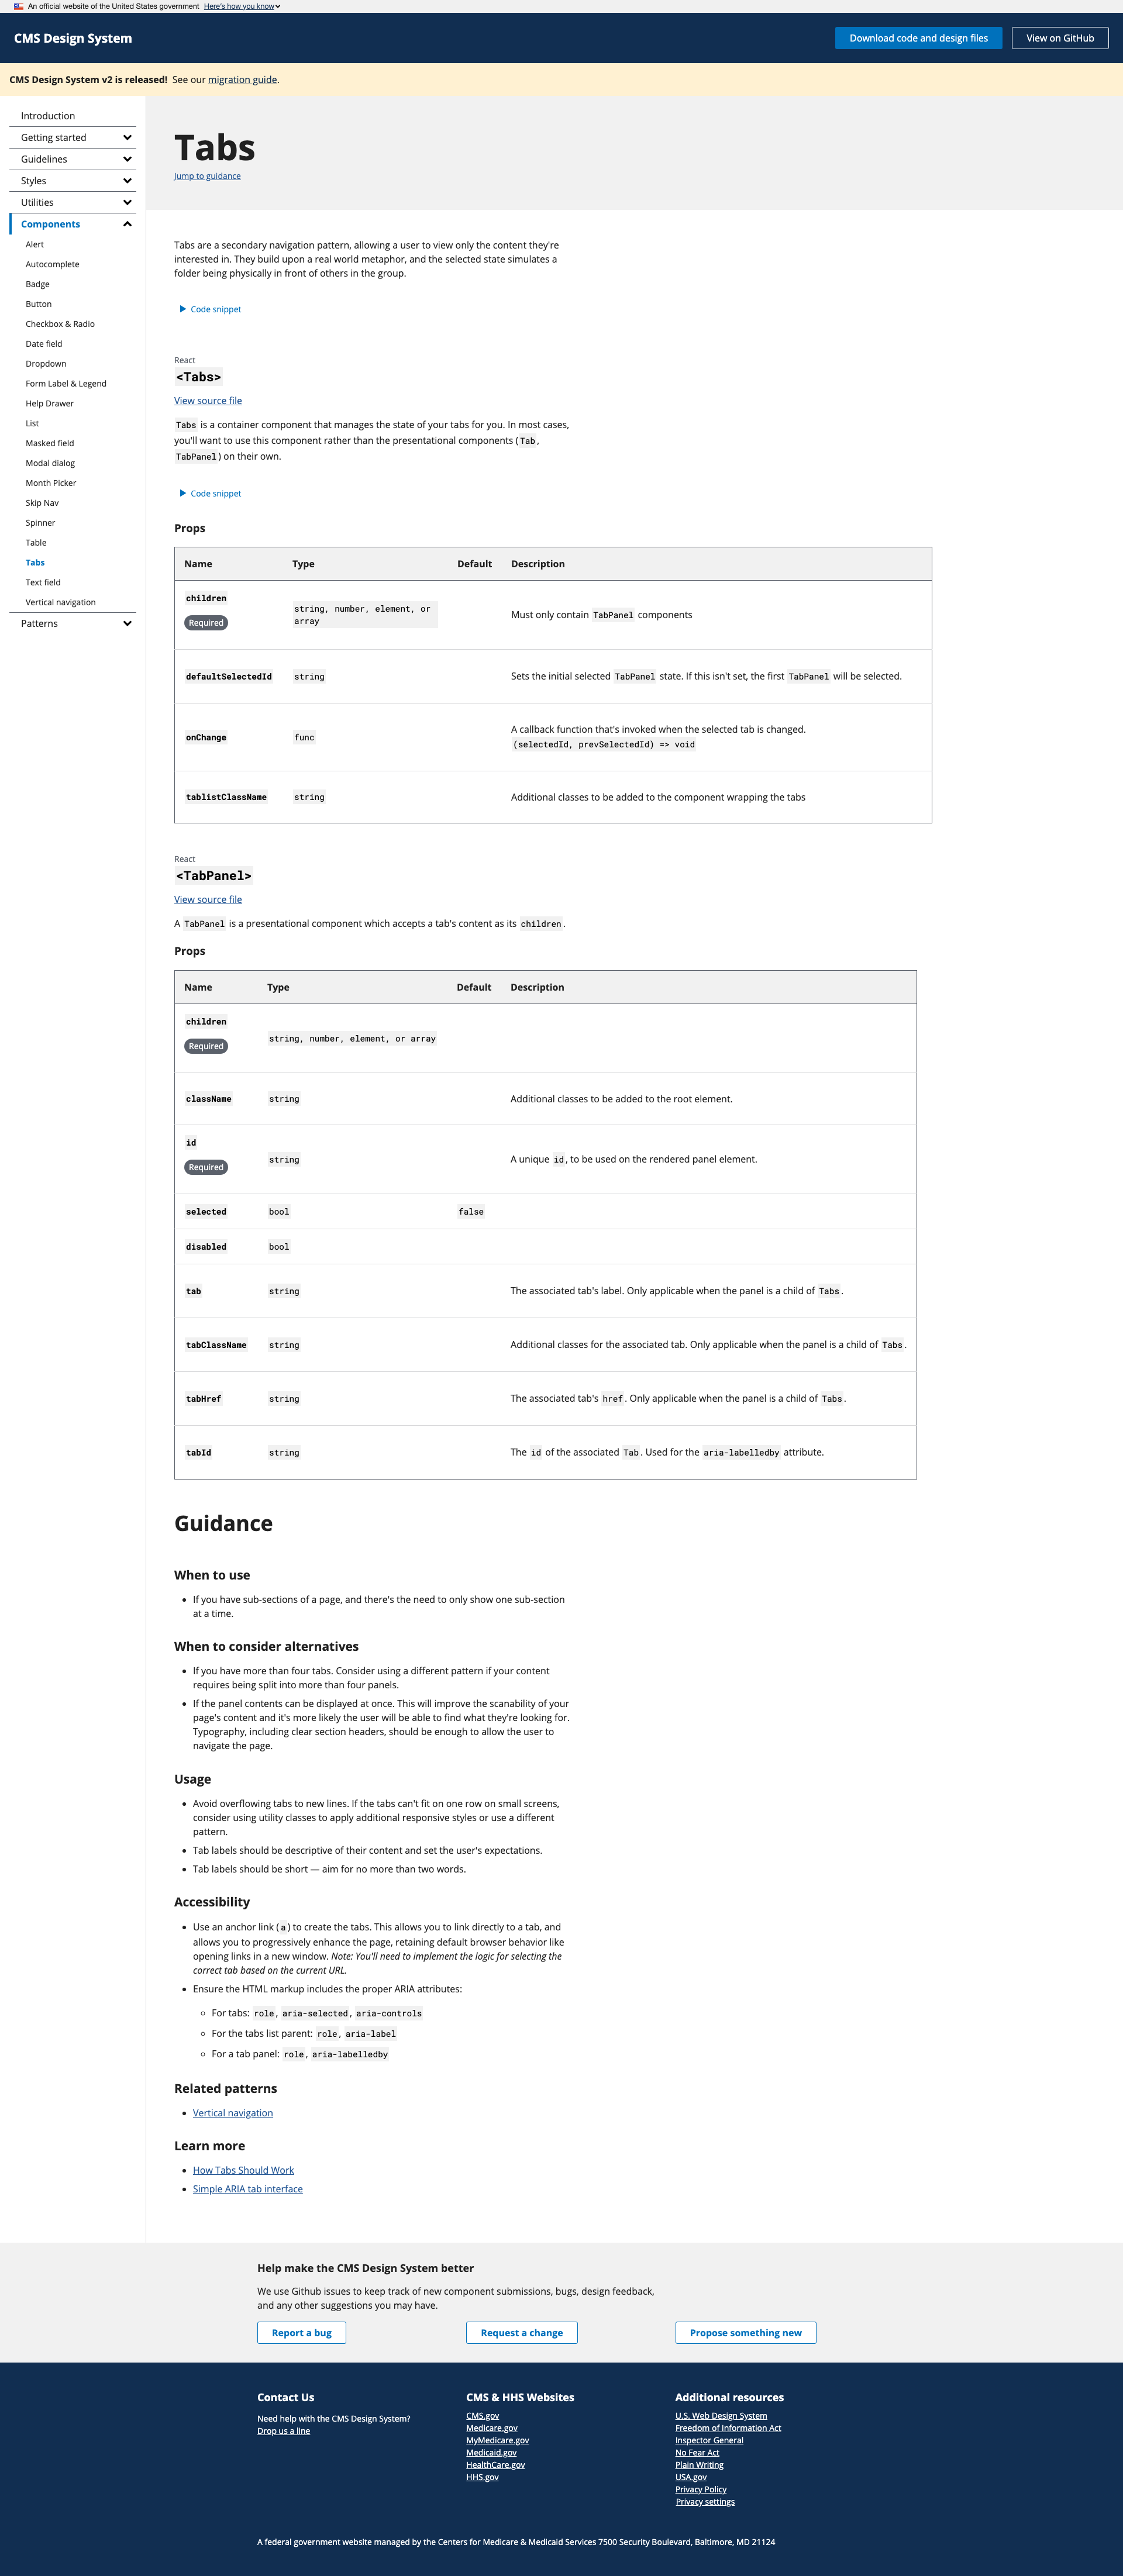 An official website of the United States government Here's how you know
CMS Design System
Download code and design files
View on GitHub
CMS Design System v2 is released! See our migration guide.
Introduction
Getting started
Guidelines
Styles
Utilities
Components
Alert
Autocomplete
Badge
Button
Checkbox & Radio
Date field
Dropdown
Form Label & Legend
Help Drawer
List
Masked field
Modal dialog
Month Picker
Skip Nav
Spinner
Table
Tabs
Text field
Vertical navigation
Patterns
Tabs
Jump to guidance
Tabs are a secondary navigation pattern, allowing a user to view only the content they're
interested in. They build upon a real world metaphor, and the selected state simulates a
folder being physically in front of others in the group.
Code snippet
React
<Tabs>
View source file
Tabs is a container component that manages the state of your tabs for you. In most cases,
you'll want to use this component rather than the presentational components (Tab,
TabPanel) on their own.
Code snippet
Props
Name Type Default Description
children
Required
string, number, element, or
array
Must only contain TabPanel components
defaultSelectedId string Sets the initial selected TabPanel state. If this isn't set, the first TabPanel will be selected.
onChange func
A callback function that's invoked when the selected tab is changed.
(selectedId, prevSelectedId) => void
tablistClassName string Additional classes to be added to the component wrapping the tabs
React
<TabPanel>
View source file
A TabPanel is a presentational component which accepts a tab's content as its children.
Props
Name Type Default Description
children
Required
string, number, element, or array
className string Additional classes to be added to the root element.
id
Required
string A unique id, to be used on the rendered panel element.
selected bool false
disabled bool
tab string The associated tab's label. Only applicable when the panel is a child of Tabs.
tabClassName string Additional classes for the associated tab. Only applicable when the panel is a child of Tabs.
tabHref string The associated tab's href. Only applicable when the panel is a child of Tabs.
tabId string The id of the associated Tab. Used for the aria-labelledby attribute.
Guidance
When to use
• If you have sub-sections of a page, and there's the need to only show one sub-section
at a time.
When to consider alternatives
• If you have more than four tabs. Consider using a different pattern if your content
requires being split into more than four panels.
• If the panel contents can be displayed at once. This will improve the scanability of your
page's content and it's more likely the user will be able to find what they're looking for.
Typography, including clear section headers, should be enough to allow the user to
navigate the page.
Usage
• Avoid overflowing tabs to new lines. If the tabs can't fit on one row on small screens,
consider using utility classes to apply additional responsive styles or use a different
pattern.
• Tab labels should be descriptive of their content and set the user's expectations.
• Tab labels should be short — aim for no more than two words.
Accessibility
• Use an anchor link (a) to create the tabs. This allows you to link directly to a tab, and
allows you to progressively enhance the page, retaining default browser behavior like
opening links in a new window. Note: You'll need to implement the logic for selecting the
correct tab based on the current URL.
• Ensure the HTML markup includes the proper ARIA attributes:
◦ For tabs: role, aria-selected, aria-controls
◦ For the tabs list parent: role, aria-label
◦ For a tab panel: role, aria-labelledby
Related patterns
• Vertical navigation
Learn more
• How Tabs Should Work
• Simple ARIA tab interface
Help make the CMS Design System better
We use Github issues to keep track of new component submissions, bugs, design feedback,
and any other suggestions you may have.
Report a bug
Request a change
Propose something new
Contact Us
Need help with the CMS Design System?
Drop us a line
CMS & HHS Websites
CMS.gov
Medicare.gov
MyMedicare.gov
Medicaid.gov
HealthCare.gov
HHS.gov
Additional resources
U.S. Web Design System
Freedom of Information Act
Inspector General
No Fear Act
Plain Writing
USA.gov
Privacy Policy
Privacy settings
A federal government website managed by the Centers for Medicare & Medicaid Services 7500 Security Boulevard, Baltimore, MD 21124